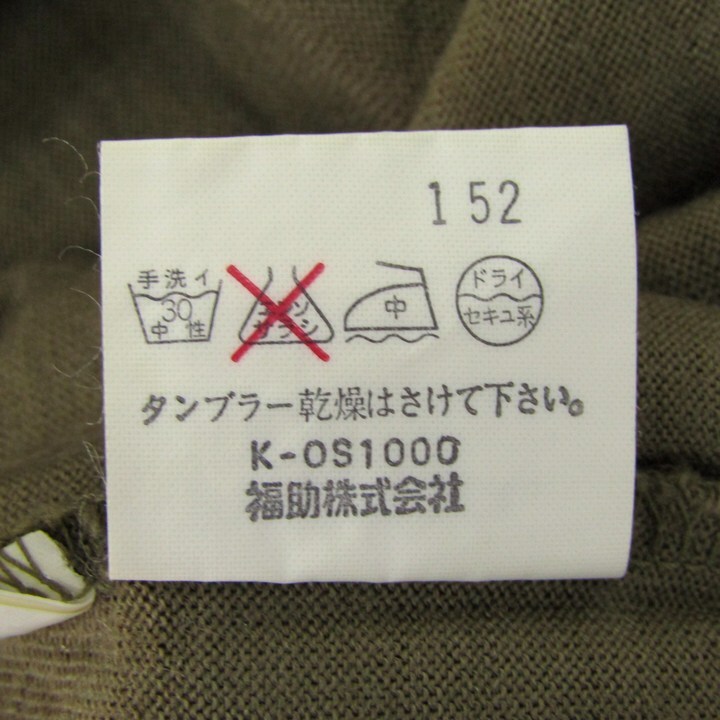 152
手洗イ
30
中性
エンソ
サラシ
中
ドライ
セキユ系
タンブラー乾燥はさけて下さい。
K-OS1000
福助株式会社